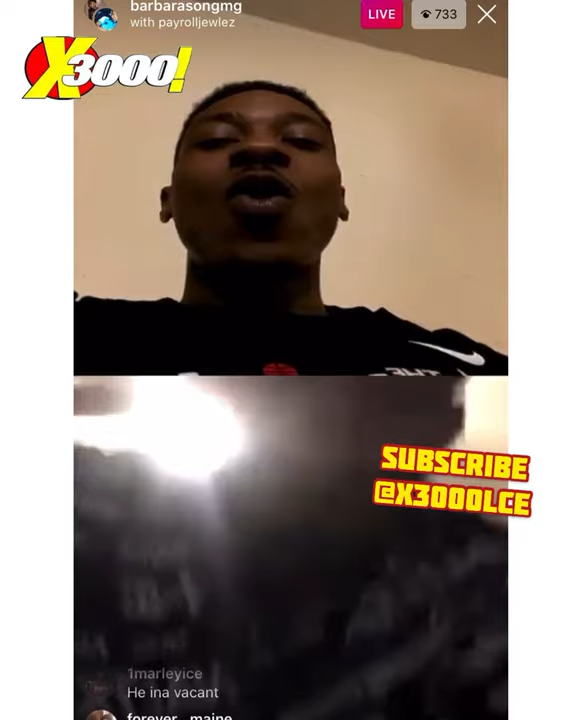 barbarasongmg
with payrolljewlez
LIVE
733
X3000!
SUBSCRIBE
@X3000LCE
1marleyice
He ina vacant
forever_maine